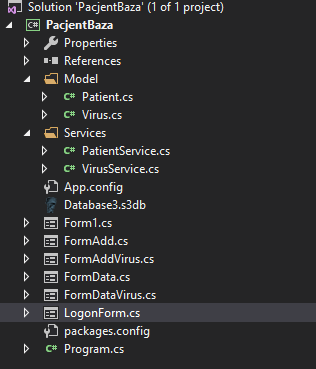 Solution 'PacjentBaza' (1 of 1 project)
C# PacjentBaza
Properties
References
Model
C# Patient.cs
C# Virus.cs
Services
C# PatientService.cs
C# VirusService.cs
App.config
Database3.s3db
Form1.cs
FormAdd.cs
FormAddVirus.cs
FormData.cs
FormDataVirus.cs
LogonForm.cs
packages.config
C# Program.cs